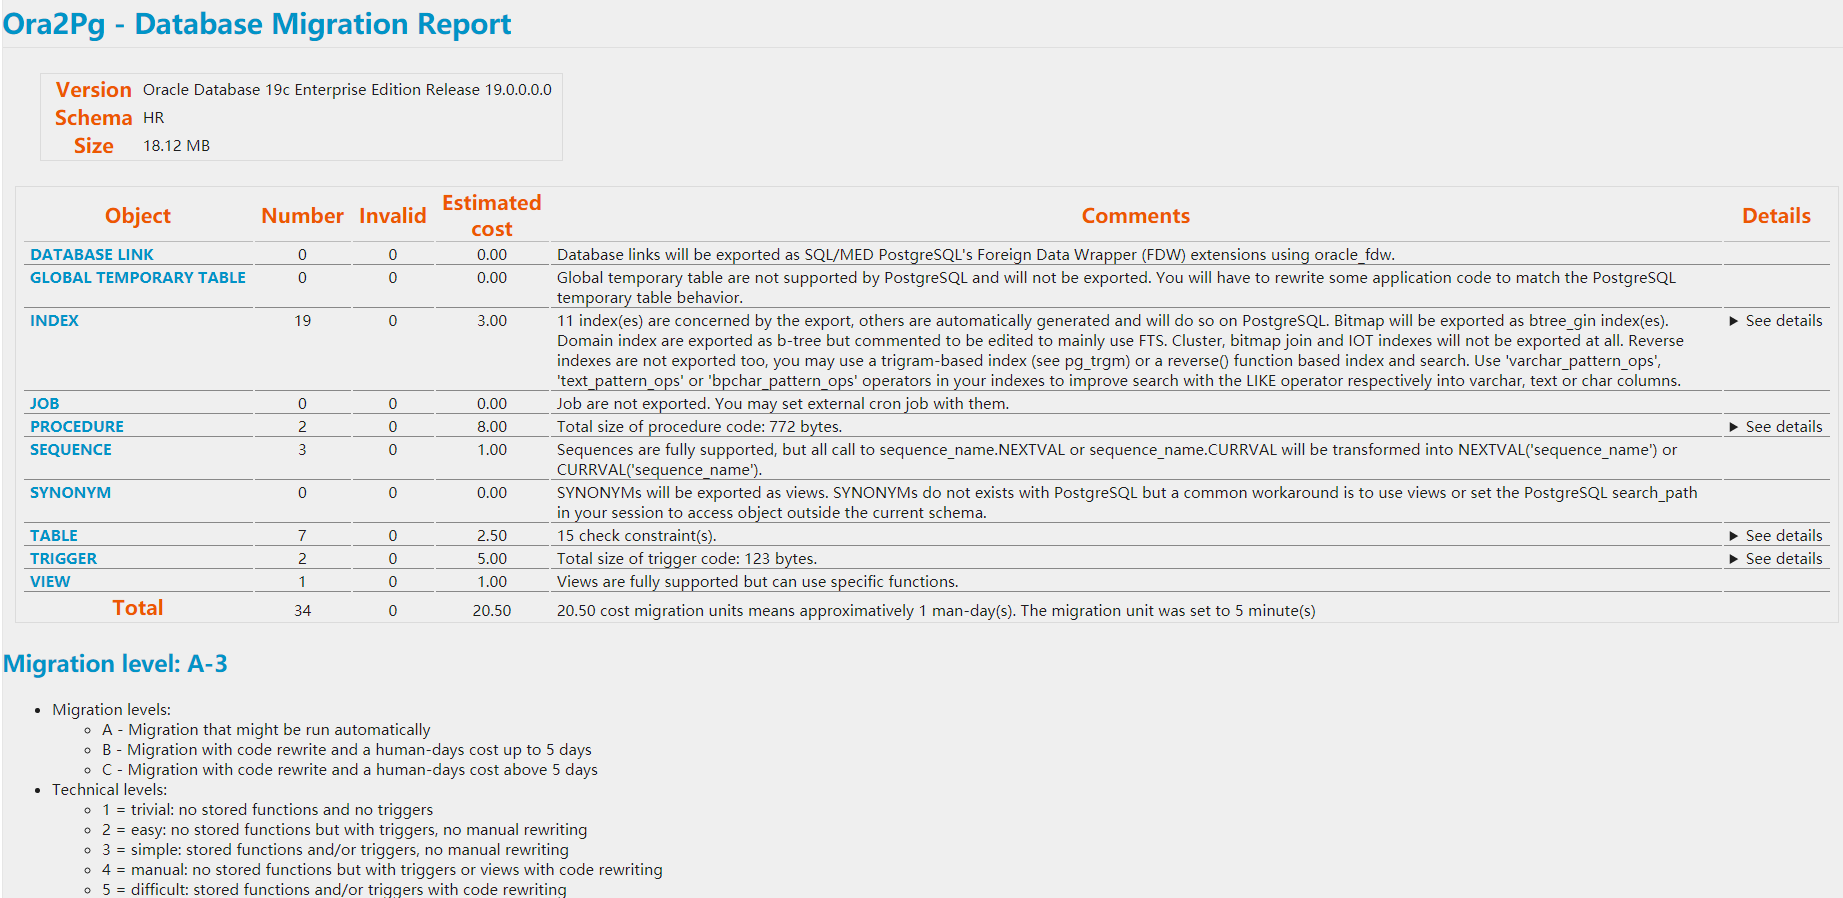 Ora2Pg - Database Migration Report
Version Oracle Database 19c Enterprise Edition Release 19.0.0.0.0
Schema HR
Size 18.12 MB
Object Number Invalid Estimated cost Comments Details
DATABASE LINK 0 0 0.00 Database links will be exported as SQL/MED PostgreSQL's Foreign Data Wrapper (FDW) extensions using oracle_fdw.
GLOBAL TEMPORARY TABLE 0 0 0.00 Global temporary table are not supported by PostgreSQL and will not be exported. You will have to rewrite some application code to match the PostgreSQL
temporary table behavior.
INDEX 19 0 3.00 11 index(es) are concerned by the export, others are automatically generated and will do so on PostgreSQL. Bitmap will be exported as btree_gin index(es). ▶ See details
Domain index are exported as b-tree but commented to be edited to mainly use FTS. Cluster, bitmap join and IOT indexes will not be exported at all. Reverse
indexes are not exported too, you may use a trigram-based index (see pg_trgm) or a reverse() function based index and search. Use 'varchar_pattern_ops',
'text_pattern_ops' or 'bpchar_pattern_ops' operators in your indexes to improve search with the LIKE operator respectively into varchar, text or char columns.
JOB 0 0 0.00 Job are not exported. You may set external cron job with them.
PROCEDURE 2 0 8.00 Total size of procedure code: 772 bytes. ▶ See details
SEQUENCE 3 0 1.00 Sequences are fully supported, but all call to sequence_name.NEXTVAL or sequence_name.CURRVAL will be transformed into NEXTVAL('sequence_name') or
CURRVAL('sequence_name').
SYNONYM 0 0 0.00 SYNONYMs will be exported as views. SYNONYMs do not exists with PostgreSQL but a common workaround is to use views or set the PostgreSQL search_path
in your session to access object outside the current schema.
TABLE 7 0 2.50 15 check constraint(s). ▶ See details
TRIGGER 2 0 5.00 Total size of trigger code: 123 bytes. ▶ See details
VIEW 1 0 1.00 Views are fully supported but can use specific functions.
Total 34 0 20.50 20.50 cost migration units means approximatively 1 man-day(s). The migration unit was set to 5 minute(s)
Migration level: A-3
• Migration levels:
◦ A - Migration that might be run automatically
◦ B - Migration with code rewrite and a human-days cost up to 5 days
◦ C - Migration with code rewrite and a human-days cost above 5 days
• Technical levels:
◦ 1 = trivial: no stored functions and no triggers
◦ 2 = easy: no stored functions but with triggers, no manual rewriting
◦ 3 = simple: stored functions and/or triggers, no manual rewriting
◦ 4 = manual: no stored functions but with triggers or views with code rewriting
◦ 5 = difficult: stored functions and/or triggers with code rewriting